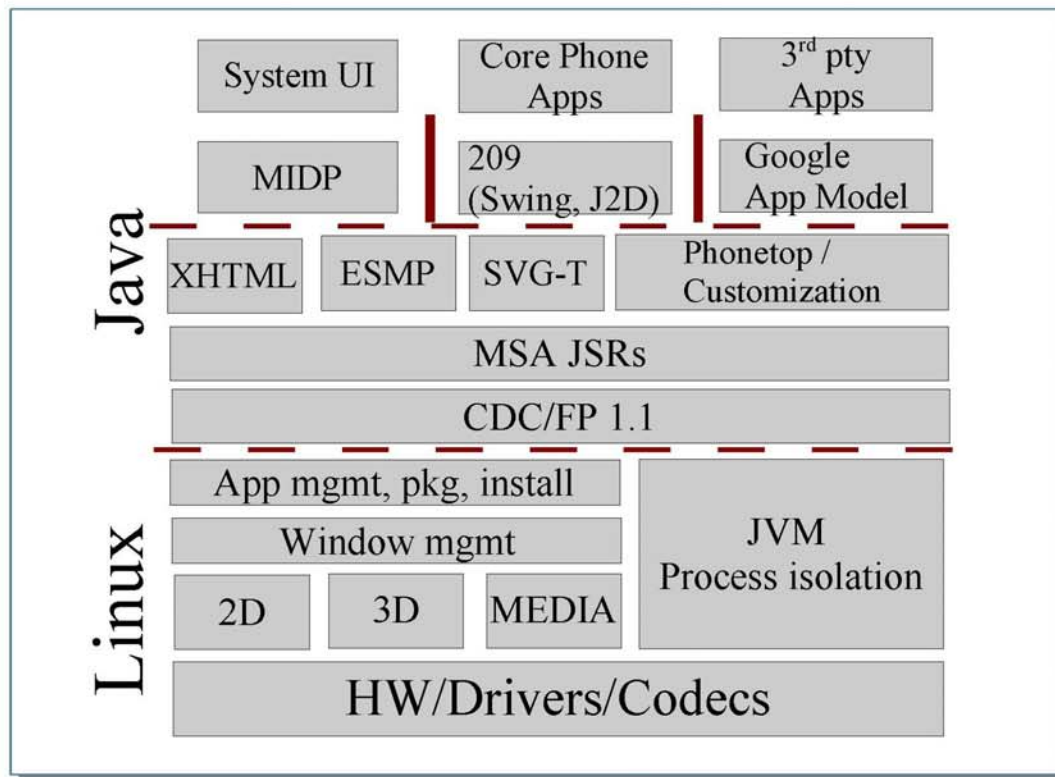 System UI
Core Phone
Apps
3rd pty
Apps
MIDP
209
(Swing, J2D)
Google
App Model
Java
XHTML
ESMP
SVG-T
Phonetop /
Customization
MSA JSRs
CDC/FP 1.1
Linux
App mgmt, pkg, install
Window mgmt
2D
3D
MEDIA
JVM
Process isolation
HW/Drivers/Codecs